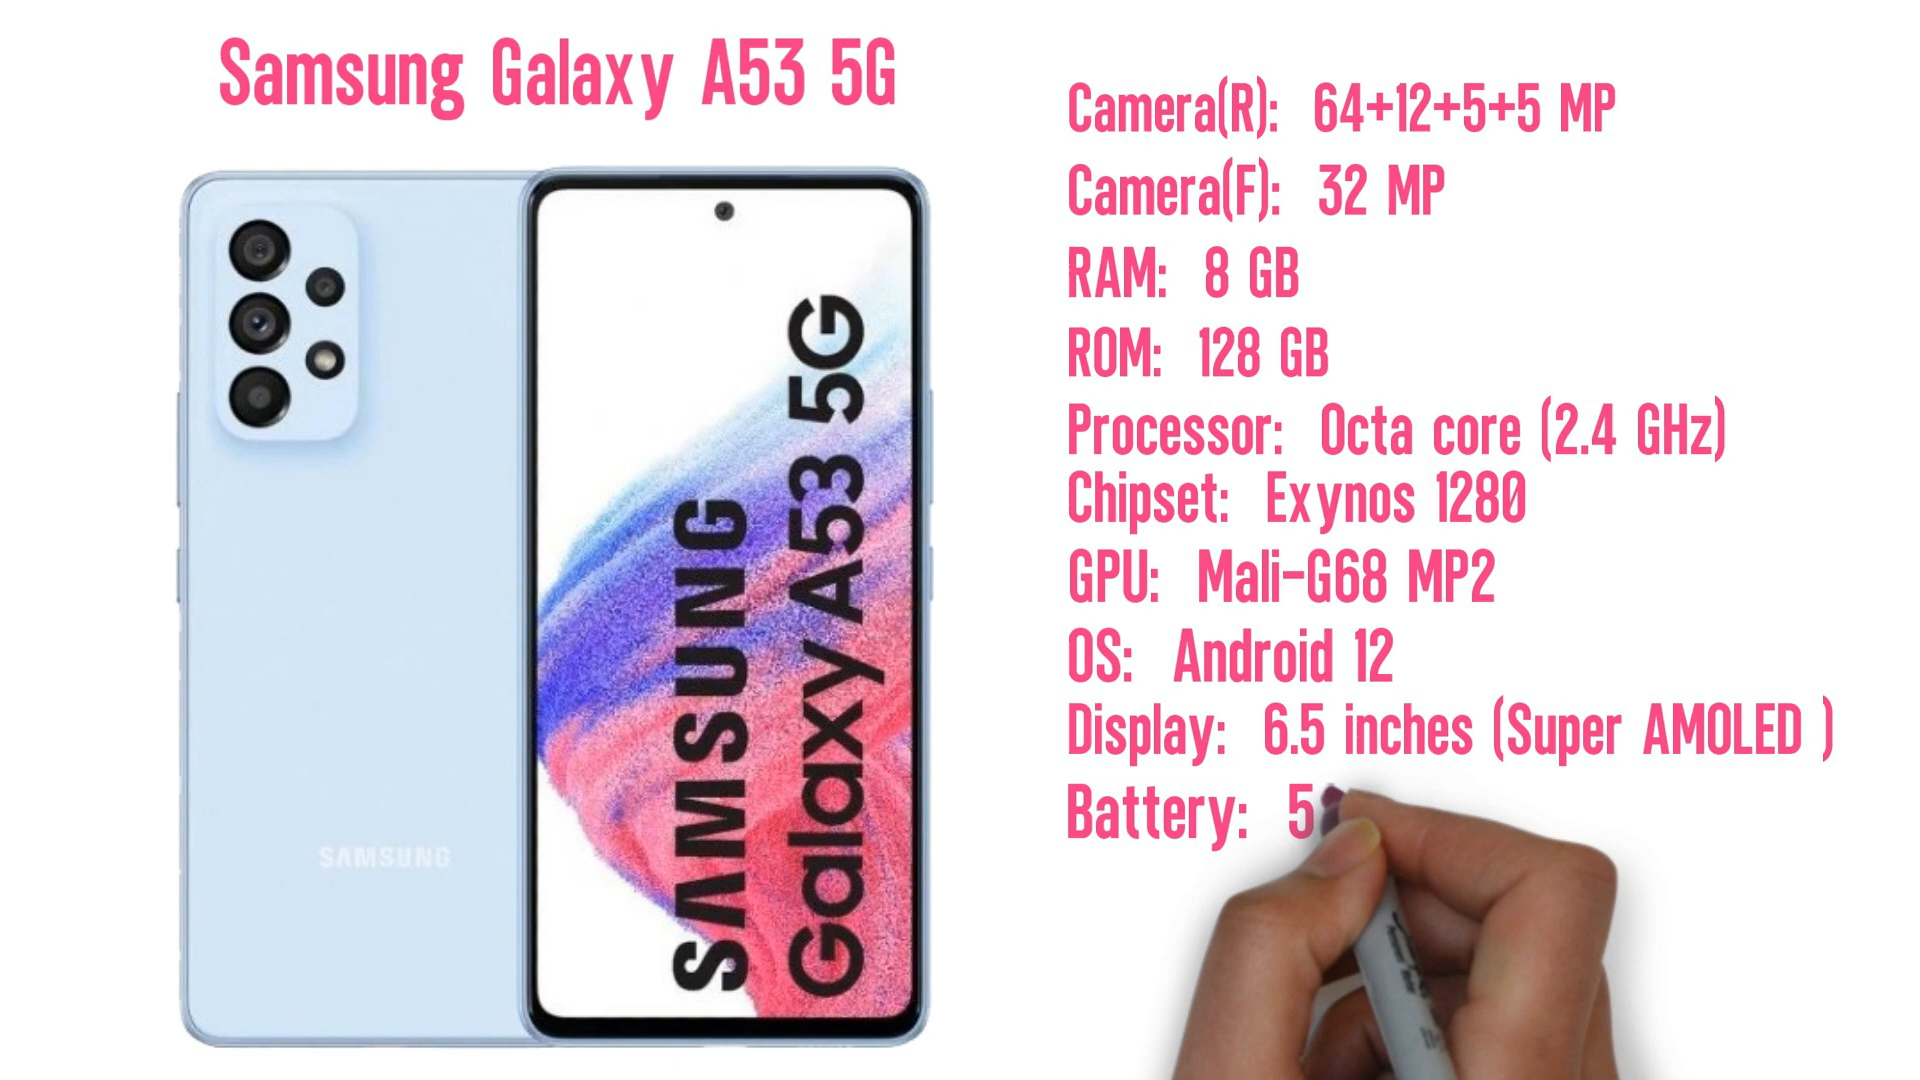 Samsung Galaxy A53 5G
Camera(R): 64+12+5+5 MP
Camera(F): 32 MP
RAM: 8 GB
ROM: 128 GB
Processor: Octa core (2.4 GHz)
Chipset: Exynos 1280
GPU: Mali-G68 MP2
OS: Android 12
Display: 6.5 inches (Super AMOLED )
Battery: 5
SAMSUNG
SAMSUNG
Galaxy A53 5G